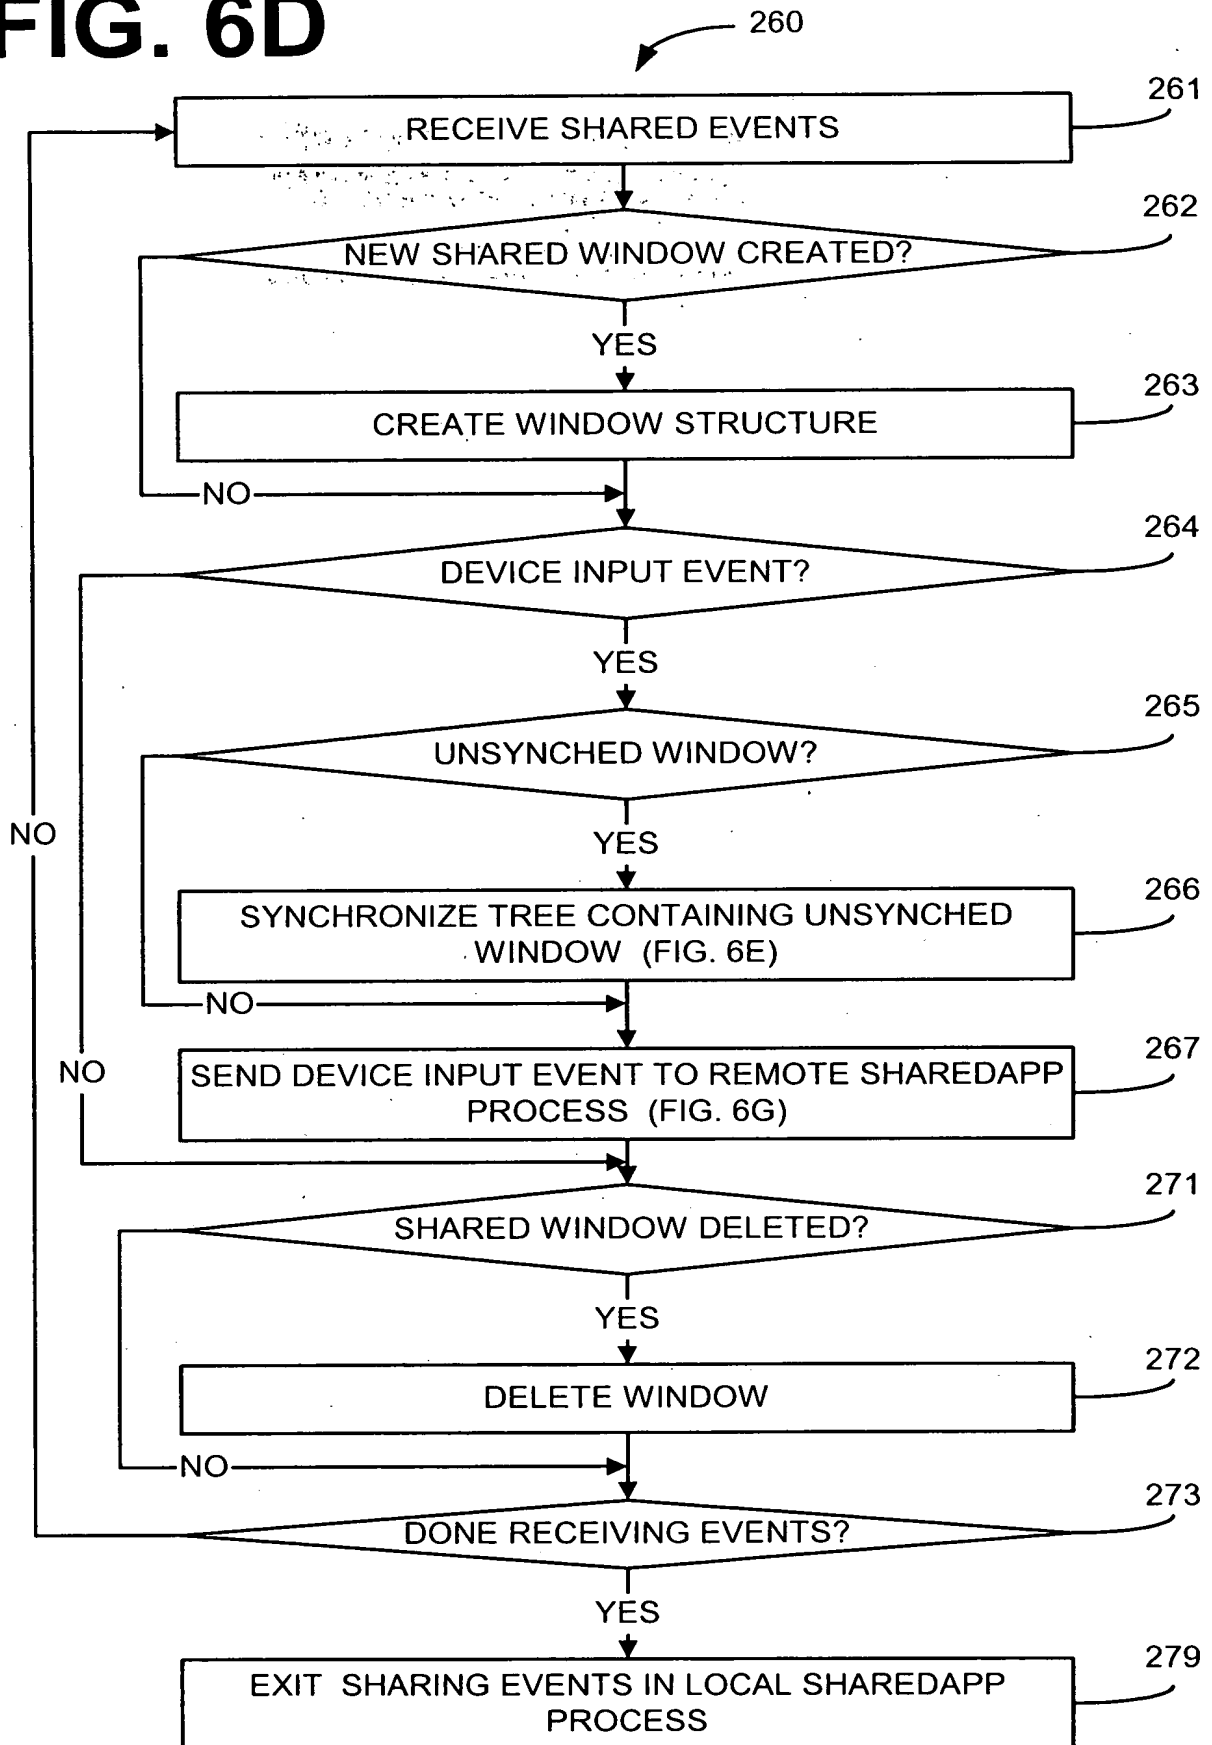 FIG. 6D
260
261
RECEIVE SHARED EVENTS
262
NEW SHARED WINDOW CREATED?
YES
263
CREATE WINDOW STRUCTURE
NO
264
DEVICE INPUT EVENT?
YES
265
UNSYNCHED WINDOW?
YES
NO
266
SYNCHRONIZE TREE CONTAINING UNSYNCHED
WINDOW (FIG. 6E)
NO
267
NO
SEND DEVICE INPUT EVENT TO REMOTE SHAREDAPP
PROCESS (FIG. 6G)
271
SHARED WINDOW DELETED?
YES
272
DELETE WINDOW
NO
273
DONE RECEIVING EVENTS?
YES
279
EXIT SHARING EVENTS IN LOCAL SHAREDAPP
PROCESS